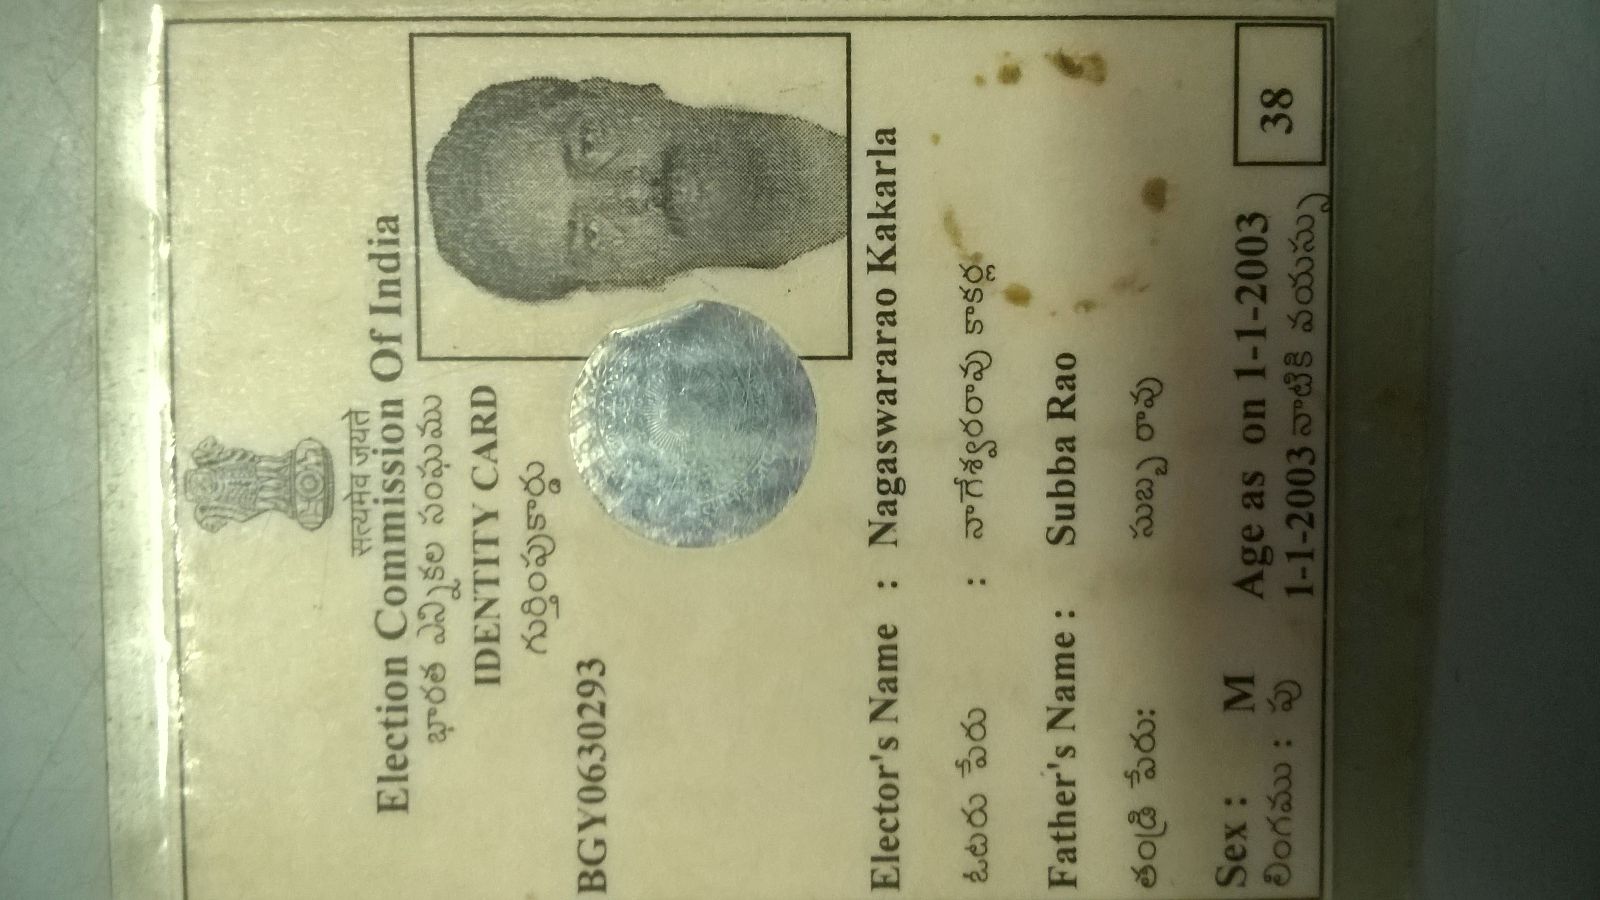 सत्यमेव जयते
Election Commission Of India
భారత ఎన్నికల సంఘము
IDENTITY CARD
గుర్తింపుకార్డు
BGY0630293
Elector's Name : Nagaswararao Kakarla
ఓటరు పేరు : నాగేశ్వరరావు కాకర్ల
Father's Name : Subba Rao
తండ్రి పేరు: సుబ్బ రావు
Sex : M Age as on 1-1-2003 38
లింగము : పు 1-1-2003 నాటికి వయస్సు